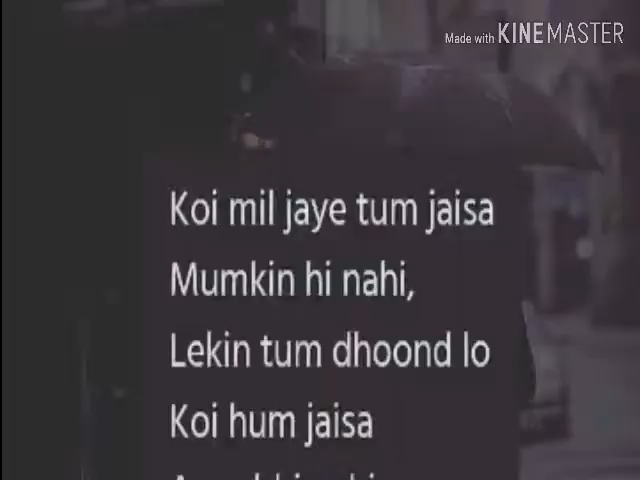 Made with KINEMASTER
Koi mil jaye tum jaisa
Mumkin hi nahi,
Lekin tum dhoond lo
Koi hum jaisa